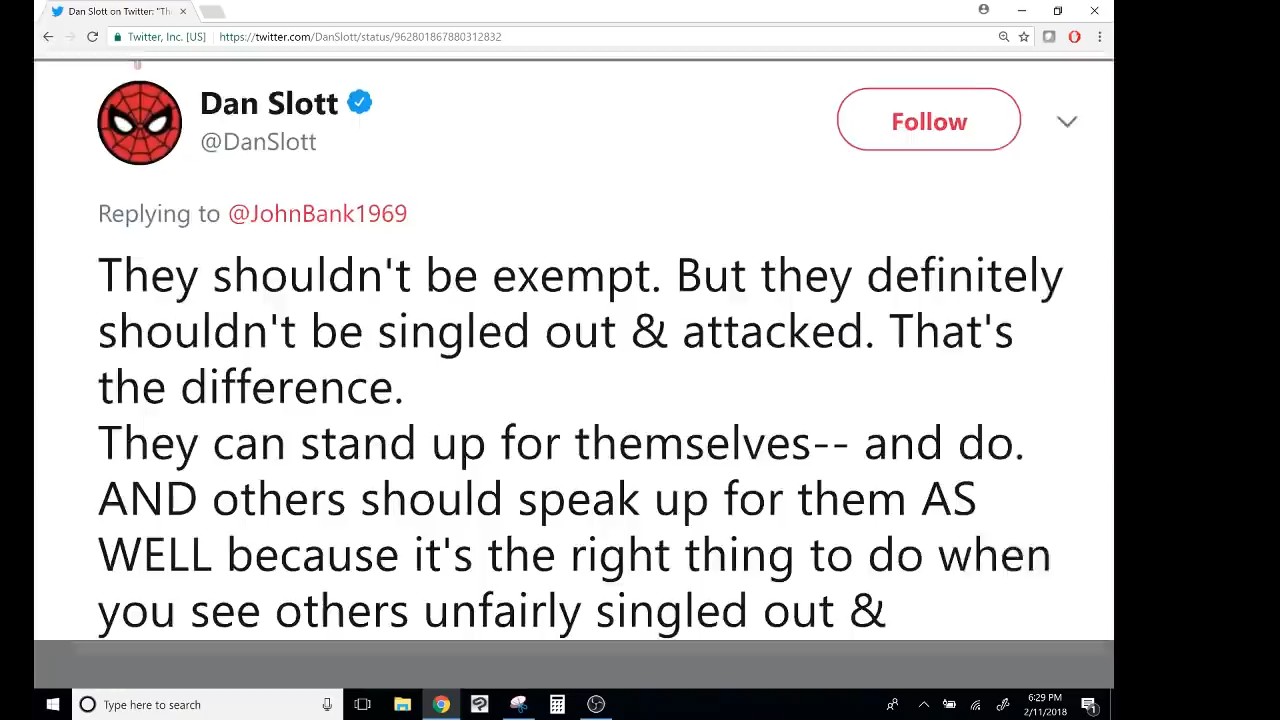 Dan Slott on Twitter: "Th
Twitter, Inc. [US] https://twitter.com/DanSlott/status/962801867880312832
Dan Slott
@DanSlott
Follow
Replying to @JohnBank1969
They shouldn't be exempt. But they definitely
shouldn't be singled out & attacked. That's
the difference.
They can stand up for themselves-- and do.
AND others should speak up for them AS
WELL because it's the right thing to do when
you see others unfairly singled out &
Type here to search
6:29 PM
2/11/2018
1